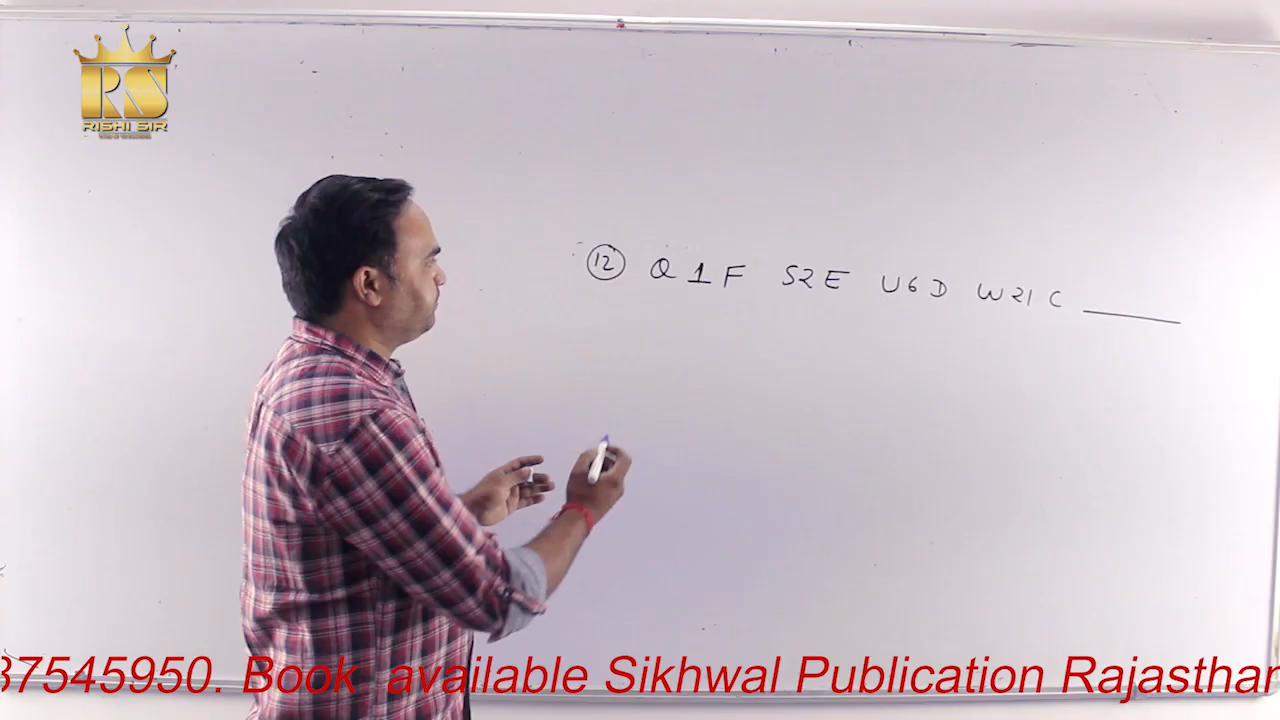 RS
RISHI SIR
12 Q1F S2E U6D W21C ____
37545950. Book available Sikhwal Publication Rajasthan